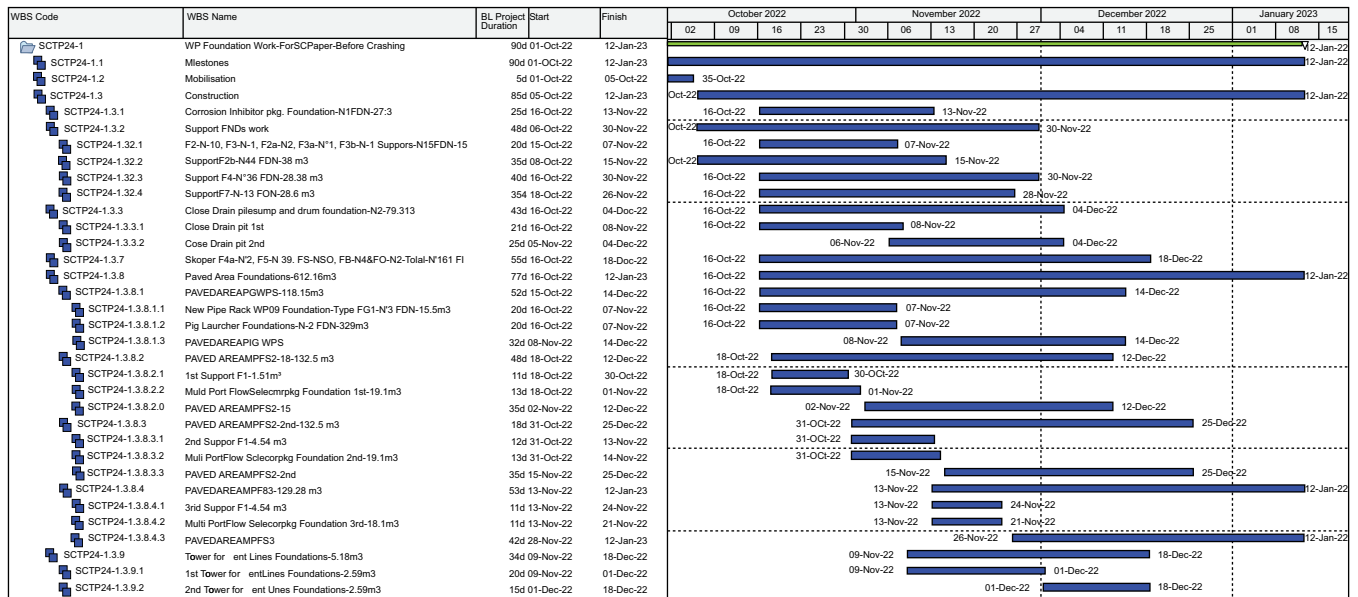 WBS Code WBS Name BL Project Duration Start Finish October 2022 November 2022 December 2022 January 2023
02 09 16 23 30 06 13 20 27 04 11 18 25 01 08 15
SCTP24-1 WP Foundation Work-ForSCPaper-Before Crashing 90d 01-Oct-22 12-Jan-23 12-Jan-22
SCTP24-1.1 Mlestones 90d 01-OCt-22 12-Jan-23 12-Jan-22
SCTP24-1.2 Mobilisation 5d 01-Oct-22 05-Oct-22 35-Oct-22
SCTP24-1.3 Construction 85d 05-Oct-22 12-Jan-23 Oct-22 12-Jan-22
SCTP24-1.3.1 Corrosion Inhibitor pkg. Foundation-N1FDN-27:3 25d 16-Oct-22 13-Nov-22 16-Oct-22 13-Nov-22
SCTP24-1.3.2 Support FNDs work 48d 06-Oct-22 30-Nov-22 Oct-22 30-Nov-22
SCTP24-1.32.1 F2-N-10, F3-N-1, F2a-N2, F3a-N°1, F3b-N-1 Suppors-N15FDN-15 20d 15-Oct-22 07-Nov-22 16-Oct-22 07-Nov-22
SCTP24-1.32.2 SupportF2b-N44 FDN-38 m3 35d 08-Oct-22 15-Nov-22 Oct-22 15-Nov-22
SCTP24-1.32.3 Support F4-N°36 FDN-28.38 m3 40d 16-Oct-22 30-Nov-22 16-Oct-22 30-Nov-22
SCTP24-1.32.4 SupportF7-N-13 FON-28.6 m3 354 18-Oct-22 26-Nov-22 16-Oct-22 28-Nov-22
SCTP24-1.3.3 Close Drain pilesump and drum foundation-N2-79.313 43d 16-Oct-22 04-Doc-22 16-Oct-22 04-Dec-22
SCTP24-1.3.3.1 Close Drain pit 1st 21d 16-Oct-22 08-Nov-22 16-Oct-22 08-Nov-22
SCTP24-1.3.3.2 Cose Drain pit 2nd 25d 05-Nov-22 04-Dec-22 06-Nov-22 04-Dec-22
SCTP24-1.3.7 Skoper F4a-N'2, F5-N 39. FS-NSO, FB-N4&FO-N2-Tolal-N'161 FI 55d 16-Oct-22 18-Doc-22 16-Oct-22 18-Dec-22
SCTP24-1.3.8 Paved Area Foundations-612.16m3 77d 16-Oct-22 12-Jan-23 16-Oct-22 12-Jan-22
SCTP24-1.3.8.1 PAVEDAREAPGWPS-118.15m3 52d 15-Oct-22 14-Dec-22 16-Oct-22 14-Dec-22
SCTP24-1.3.8.1.1 New Pipe Rack WP09 Foundation-Type FG1-N'3 FDN-15.5m3 20d 16-Oct-22 07-Nov-22 16-Oct-22 07-Nov-22
SCTP24-1.3.8.1.2 Pig Laurcher Foundations-N-2 FDN-329m3 20d 16-Oct-22 07-Nov-22 16-Oct-22 07-Nov-22
SCTP24-1.3.8.1.3 PAVEDAREAPIG WPS 32d 08-Nov-22 14-Dec-22 08-Nov-22 14-Dec-22
SCTP24-1.3.8.2 PAVED AREAMPFS2-18-132.5 m3 48d 18-Oct-22 12-Dec-22 18-Oct-22 12-Dec-22
SCTP24-1.3.8.2.1 1st Support F1-1.51m³ 11d 18-Oct-22 30-Oct-22 18-Oct-22 30-OCt-22
SCTP24-1.3.8.2.2 Muld Port FlowSelecmrpkg Foundation 1st-19.1m3 13d 18-Oct-22 01-Nov-22 18-Oct-22 01-Nov-22
SCTP24-1.3.8.2.0 PAVED AREAMPFS2-15 35d 02-Nov-22 12-Dec-22 02-Nov-22 12-Dec-22
SCTP24-1.3.8.3 PAVED AREAMPFS2-2nd-132.5 m3 18d 31-Oct-22 25-Dec-22 31-OCt-22 25-Dec-22
SCTP24-1.3.8.3.1 2nd Suppor F1-4.54 m3 12d 31-Oct-22 13-Nov-22 31-OCt-22
SCTP24-1.3.8.3.2 Muli PortFlow Sclecorpkg Foundation 2nd-19.1m3 13d 31-Oct-22 14-Nov-22 31-OCt-22
SCTP24-1.3.8.3.3 PAVED AREAMPFS2-2nd 35d 15-Nov-22 25-Dec-22 15-Nov-22 25-Dec-22
SCTP24-1.3.8.4 PAVEDAREAMPF83-129.28 m3 53d 13-Nov-22 12-Jan-23 13-Nov-22 12-Jan-22
SCTP24-1.3.8.4.1 3rid Suppor F1-4.54 m3 11d 13-Nov-22 24-Nov-22 13-Nov-22 24-Nov-22
SCTP24-1.3.8.4.2 Multi PortFlow Selecorpkg Foundation 3rd-18.1m3 11d 13-Nov-22 21-Nov-22 13-Nov-22 21-Nov-22
SCTP24-1.3.8.4.3 PAVEDAREAMPFS3 42d 28-Nov-22 12-Jan-23 26-Nov-22 12-Jan-22
SCTP24-1.3.9 Tower for ent Lines Foundations-5.18m3 34d 09-Nov-22 18-Dec-22 09-Nov-22 18-Dec-22
SCTP24-1.3.9.1 1st Tower for entLines Foundations-2.59m3 20d 09-Nov-22 01-Dec-22 09-Nov-22 01-Dec-22
SCTP24-1.3.9.2 2nd Tower for ent Unes Foundations-2.59m3 15d 01-Dec-22 18-Dec-22 01-Dec-22 18-Dec-22